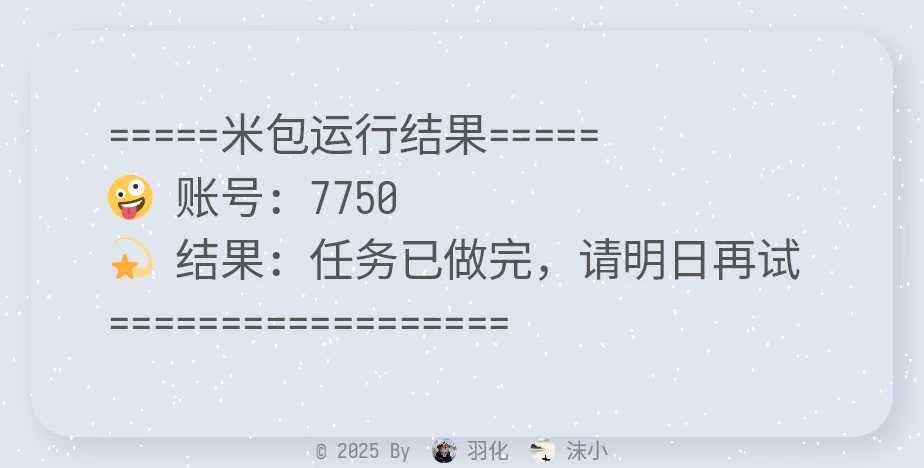 =====米包运行结果=====
🤪 账号：7750
💫 结果：任务已做完，请明日再试
==================
© 2025 By 羽化 沫小